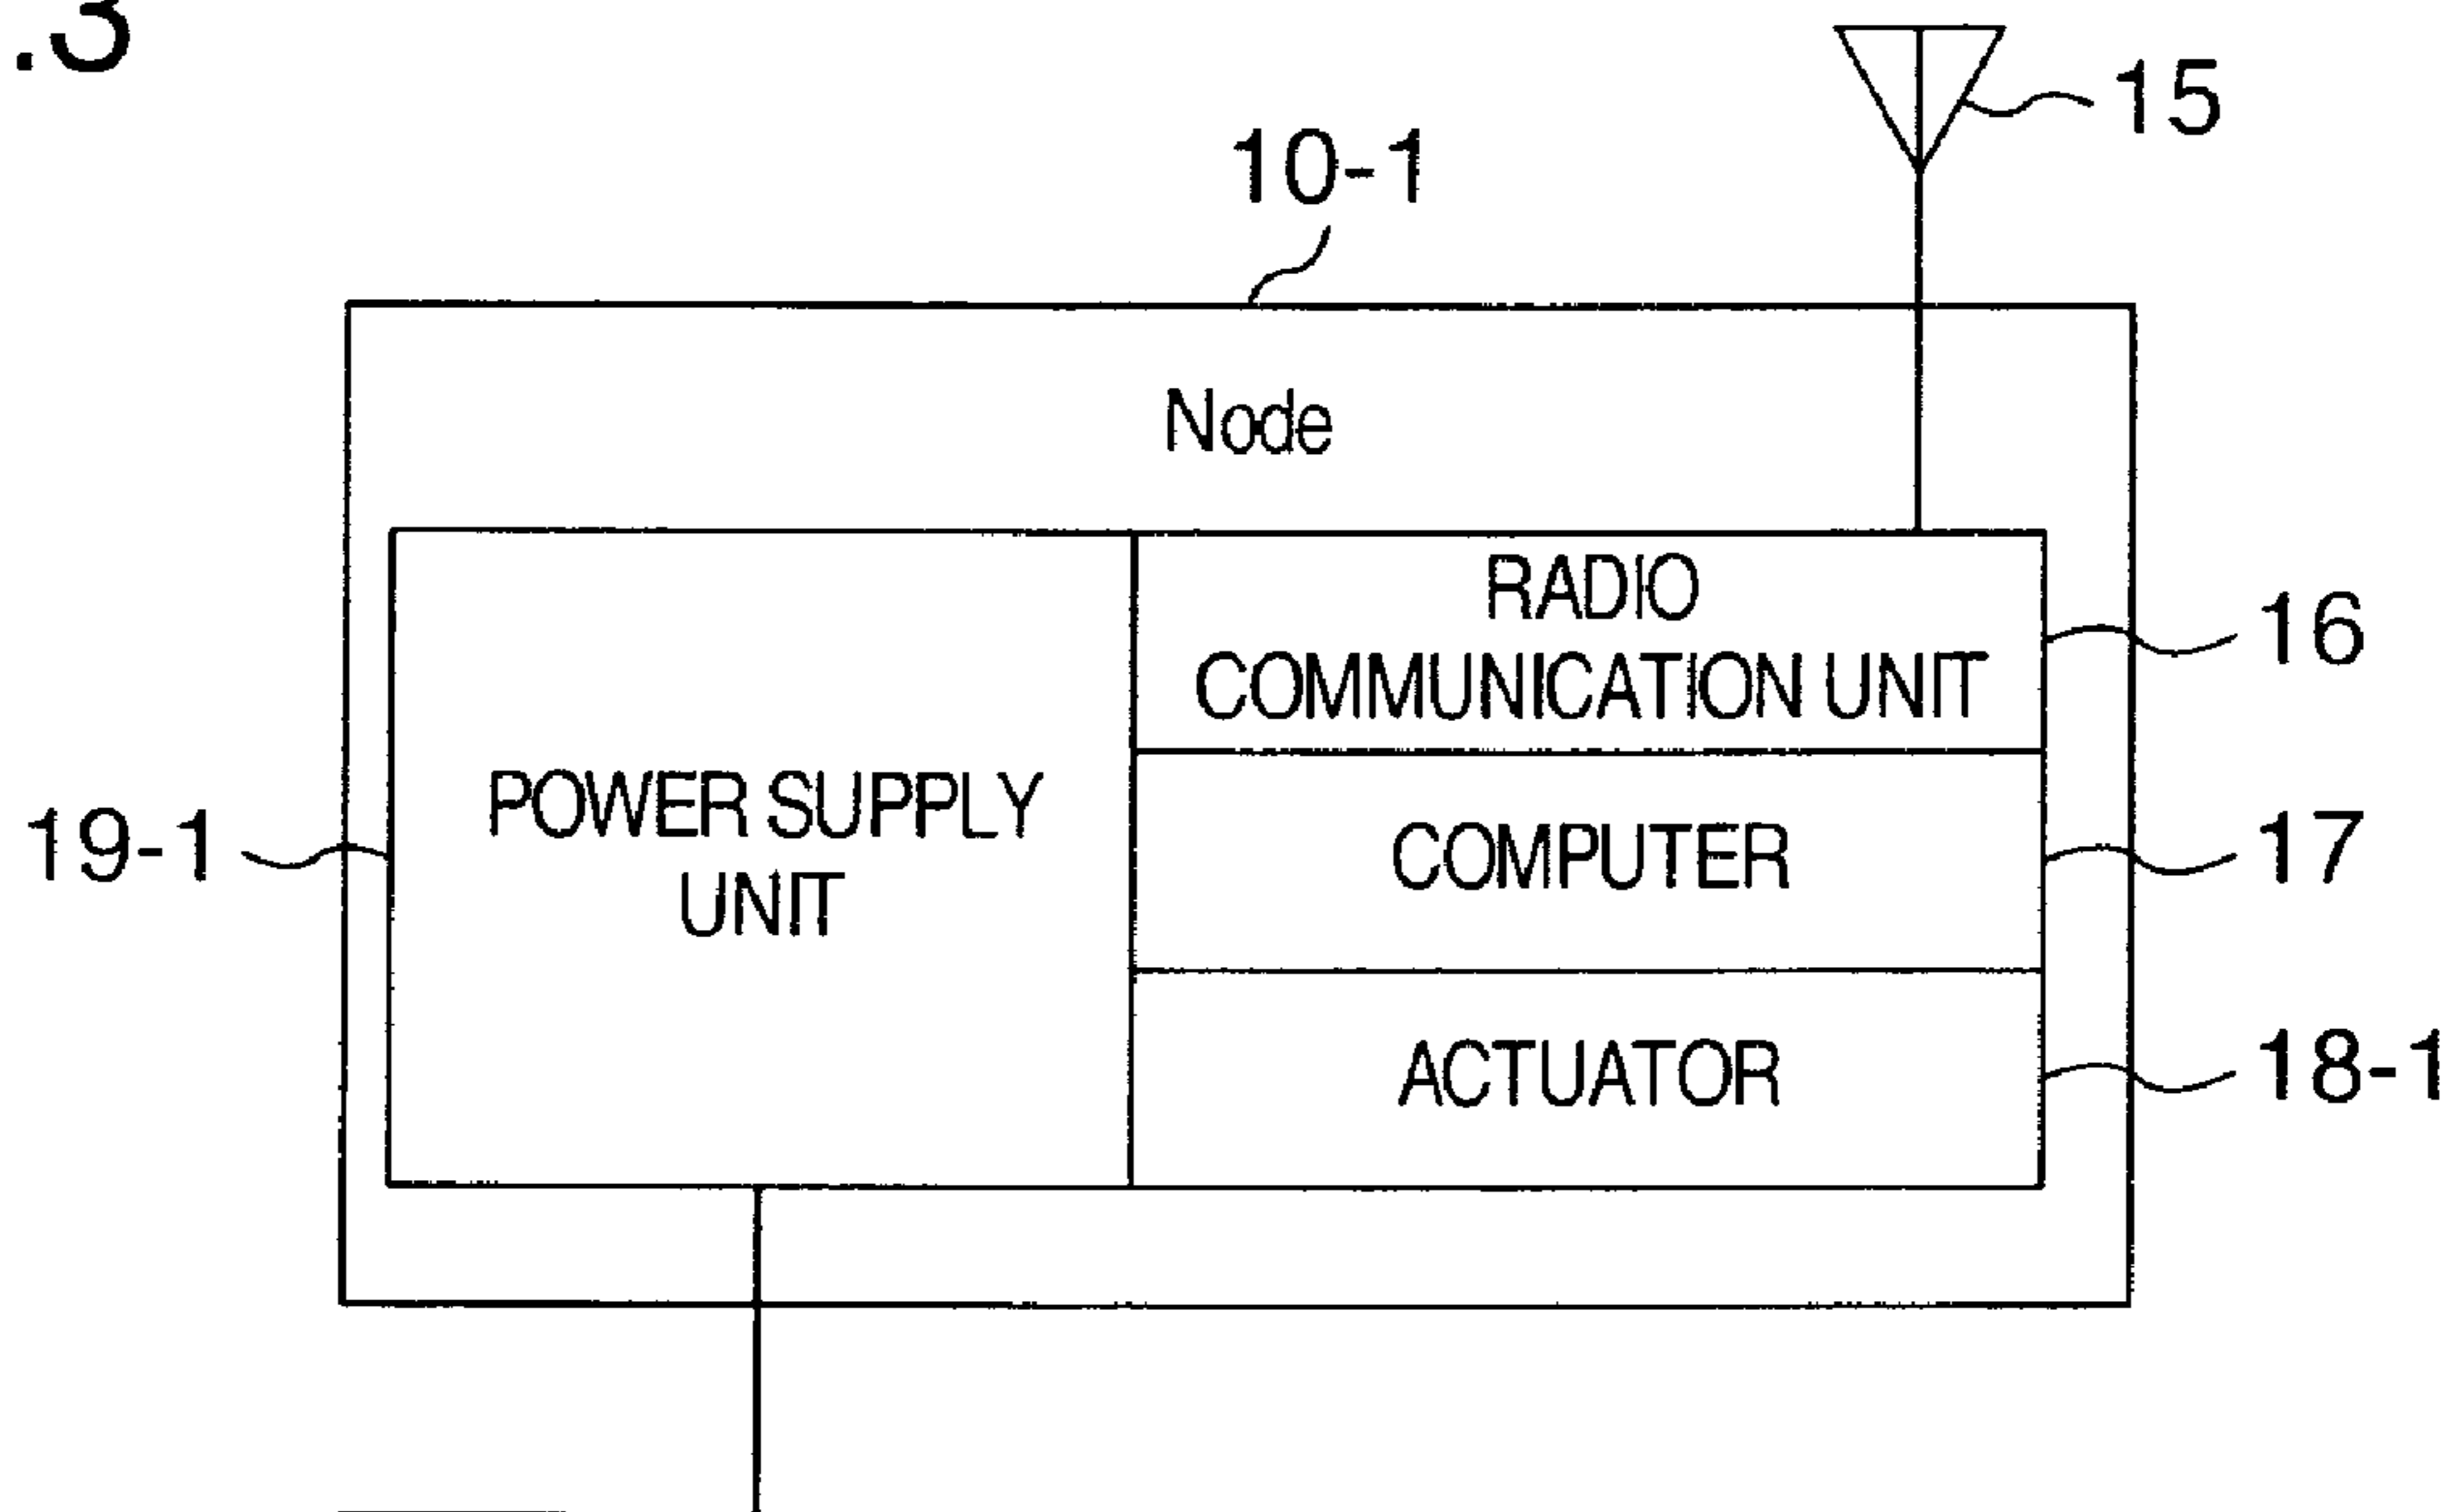 .3
15
10-1
Node
RADIO
COMMUNICATION UNIT
16
POWER SUPPLY
UNIT
19-1
COMPUTER
17
ACTUATOR
18-1